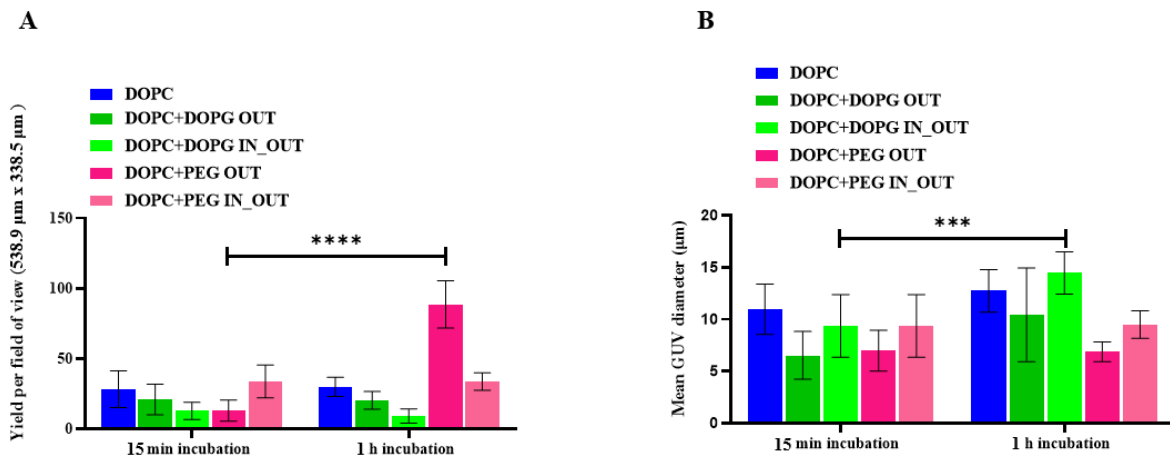 A
Yield per field of view (538.9 µm x 338.5 µm )
DOPC
DOPC+DOPG OUT
DOPC+DOPG IN_OUT
DOPC+PEG OUT
DOPC+PEG IN_OUT
150
100
50
0
****
15 min incubation
1 h incubation
B
Mean GUV diameter (µm)
DOPC
DOPC+DOPG OUT
DOPC+DOPG IN_OUT
DOPC+PEG OUT
DOPC+PEG IN_OUT
20
15
10
5
0
***
15 min incubation
1 h incubation